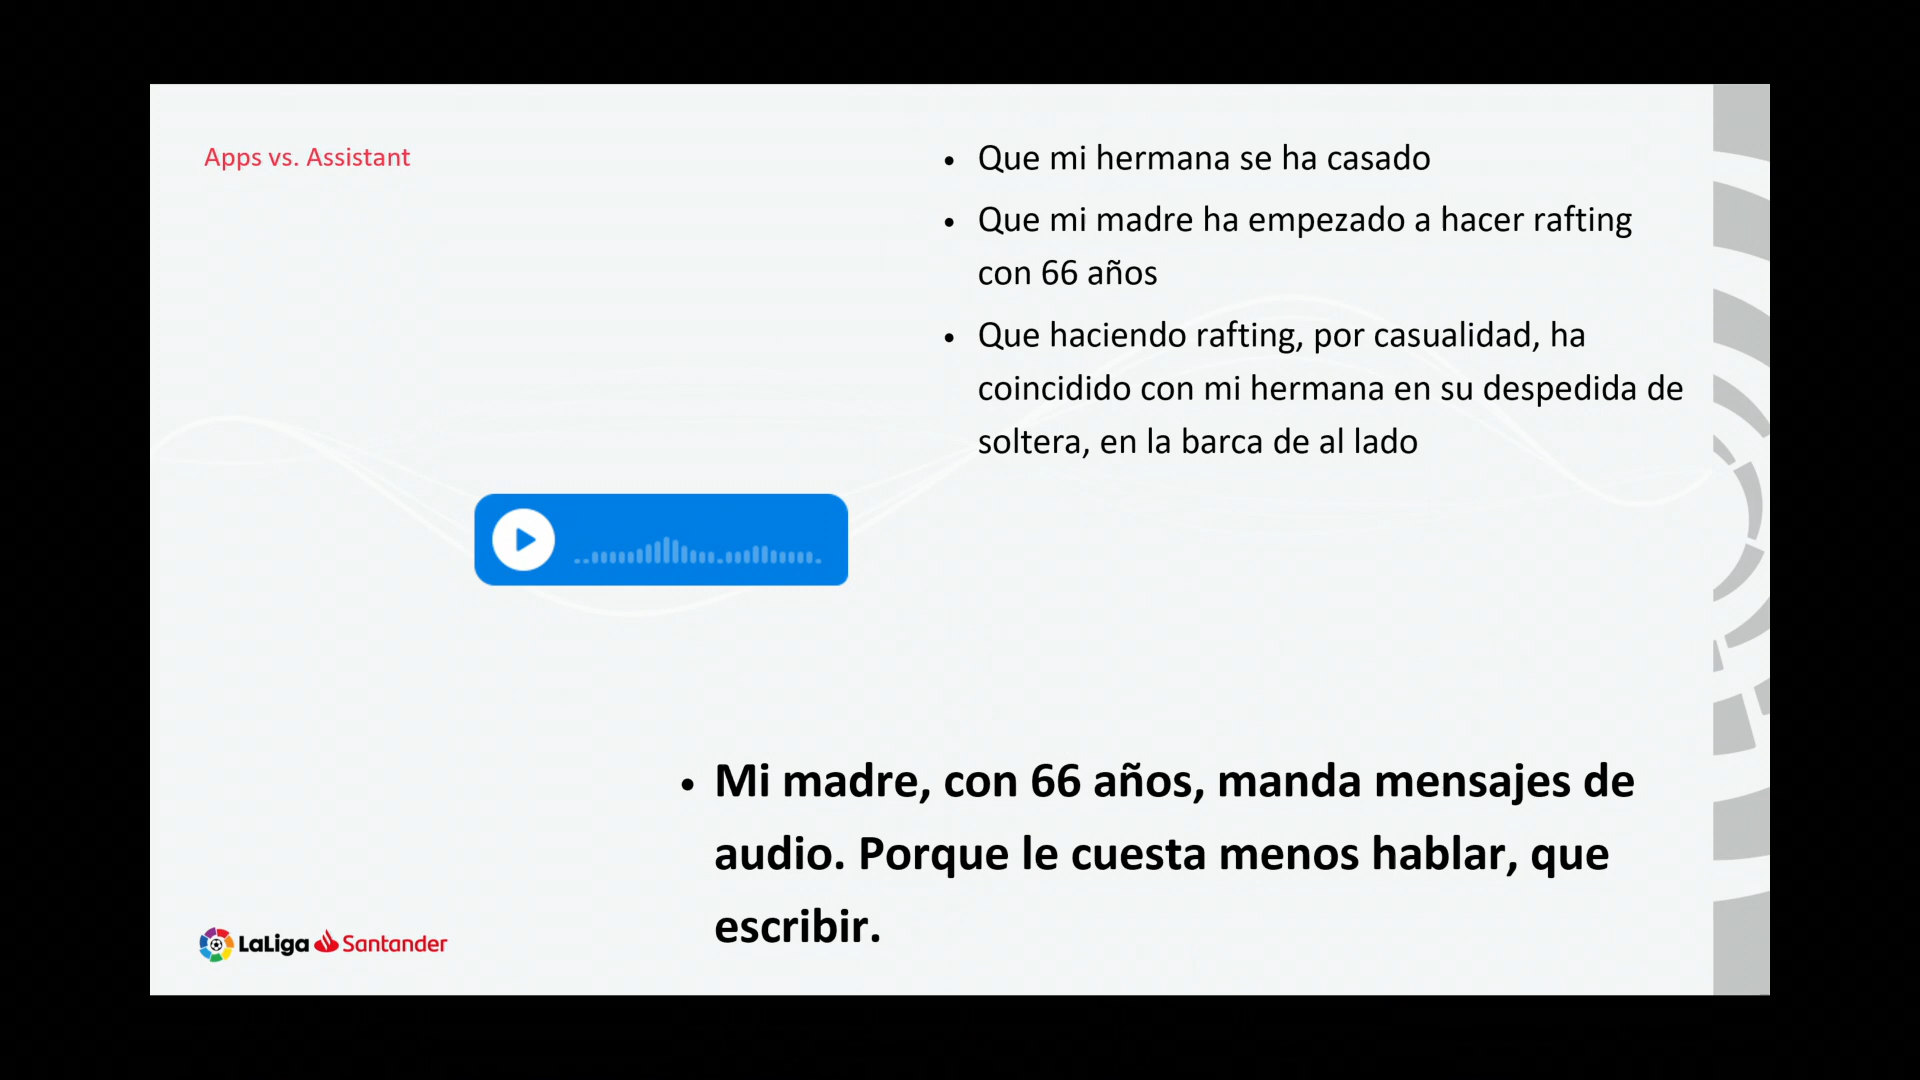 Apps vs. Assistant
• Que mi hermana se ha casado
• Que mi madre ha empezado a hacer rafting
con 66 años
• Que haciendo rafting, por casualidad, ha
coincidido con mi hermana en su despedida de
soltera, en la barca de al lado
• Mi madre, con 66 años, manda mensajes de
audio. Porque le cuesta menos hablar, que
escribir.
LaLiga Santander